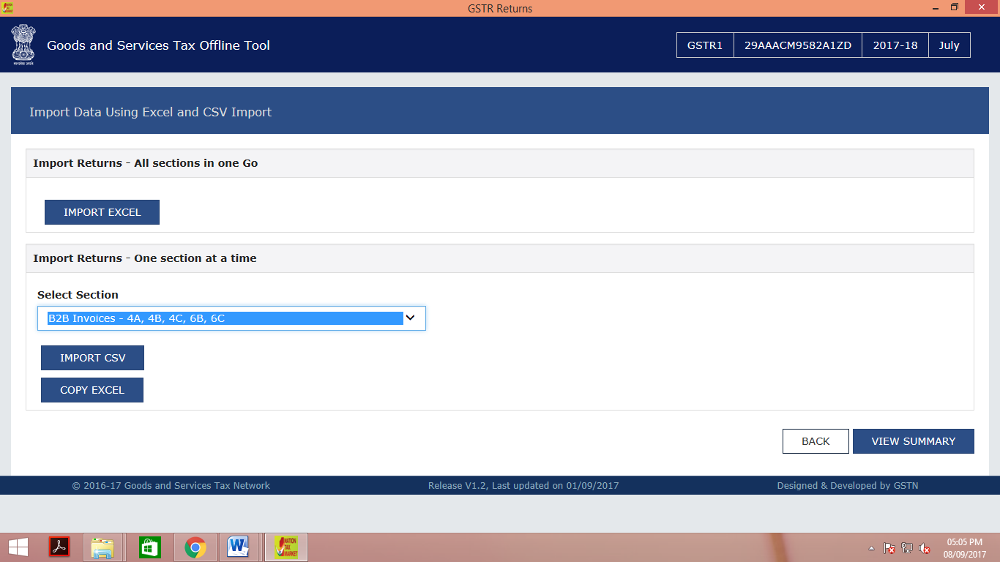 GSTR Returns
Goods and Services Tax Offline Tool
GSTR1 29AAACM9582A1ZD 2017-18 July
Import Data Using Excel and CSV Import
Import Returns - All sections in one Go
IMPORT EXCEL
Import Returns - One section at a time
Select Section
B2B Invoices - 4A, 4B, 4C, 6B, 6C
IMPORT CSV
COPY EXCEL
BACK VIEW SUMMARY
© 2016-17 Goods and Services Tax Network Release V1.2, Last updated on 01/09/2017 Designed & Developed by GSTN
NATION
TAX
MARKET
05:05 PM
08/09/2017